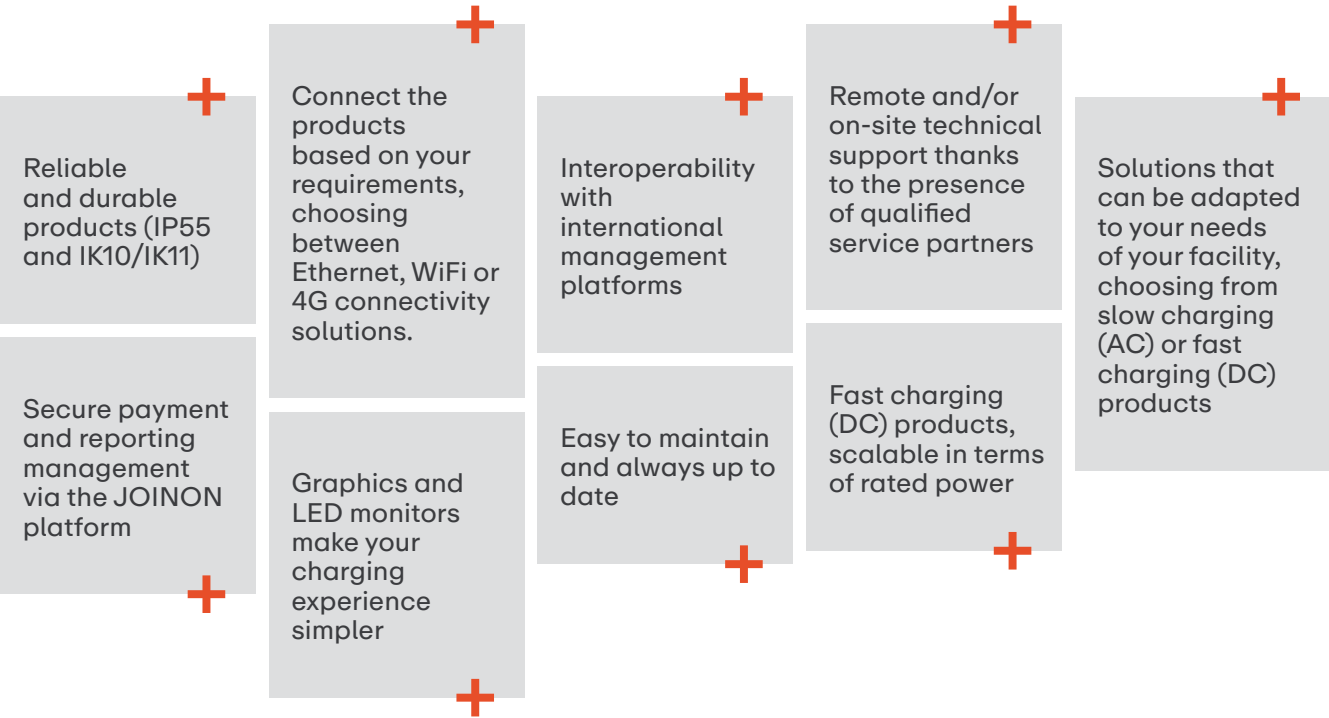 Reliable
and durable
products (IP55
and IK10/IK11)
Secure payment
and reporting
management
via the JOINON
platform
Connect the
products
based on your
requirements,
choosing
between
Ethernet, WiFi or
4G connectivity
solutions.
Graphics and
LED monitors
make your
charging
experience
simpler
Interoperability
with
international
management
platforms
Easy to maintain
and always up to
date
Remote and/or
on-site technical
support thanks
to the presence
of qualified
service partners
Fast charging
(DC) products,
scalable in terms
of rated power
Solutions that
can be adapted
to your needs
of your facility,
choosing from
slow charging
(AC) or fast
charging (DC)
products